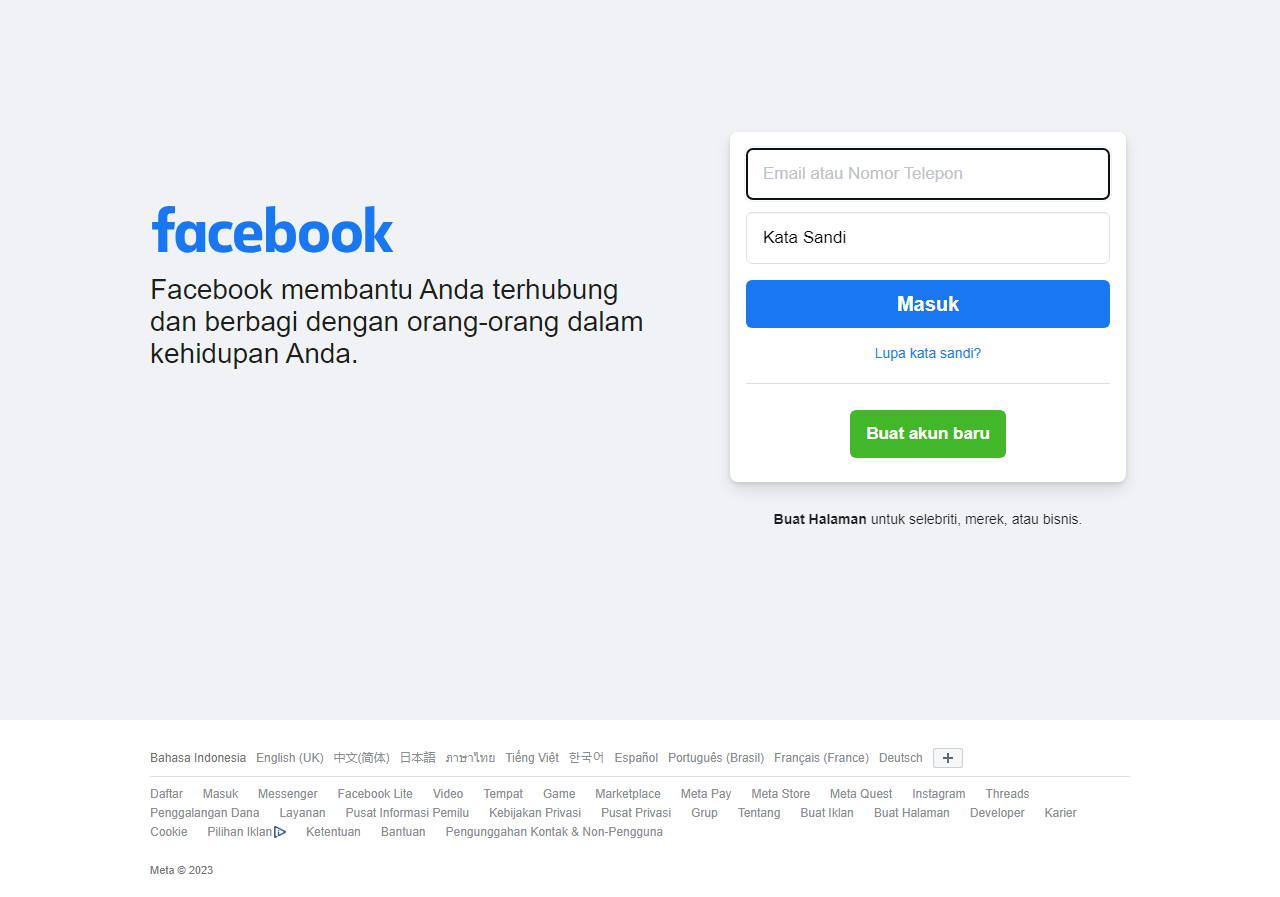 facebook
Facebook membantu Anda terhubung
dan berbagi dengan orang-orang dalam
kehidupan Anda.
Email atau Nomor Telepon
Kata Sandi
Masuk
Lupa kata sandi?
Buat akun baru
Buat Halaman untuk selebriti, merek, atau bisnis.
Bahasa Indonesia English (UK) 中文(简体) 日本語 ภาษาไทย Tiếng Việt 한국어 Español Português (Brasil) Français (France) Deutsch
Daftar Masuk Messenger Facebook Lite Video Tempat Game Marketplace Meta Pay Meta Store Meta Quest Instagram Threads
Penggalangan Dana Layanan Pusat Informasi Pemilu Kebijakan Privasi Pusat Privasi Grup Tentang Buat Iklan Buat Halaman Developer Karier
Cookie Pilihan Iklan Ketentuan Bantuan Pengunggahan Kontak & Non-Pengguna
Meta © 2023